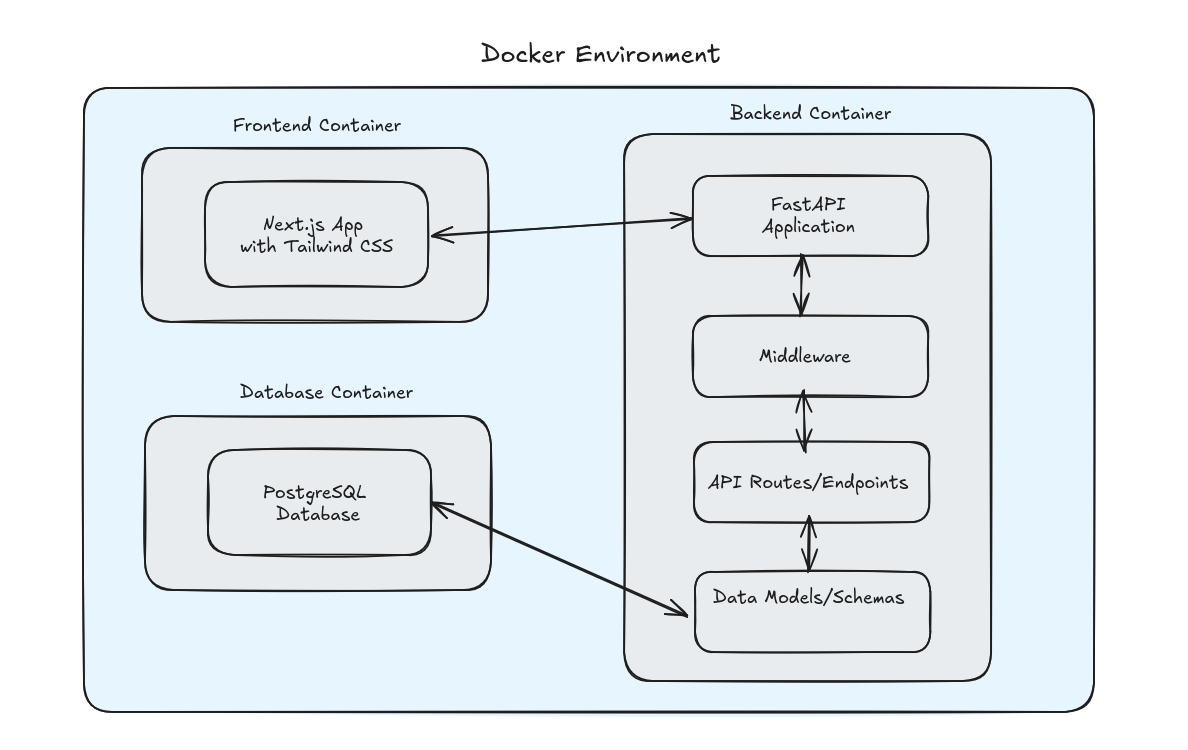 Docker Environment
Frontend Container
Next.js App
with Tailwind CSS
Database Container
PostgreSQL
Database
Backend Container
FastAPI
Application
Middleware
API Routes/Endpoints
Data Models/Schemas